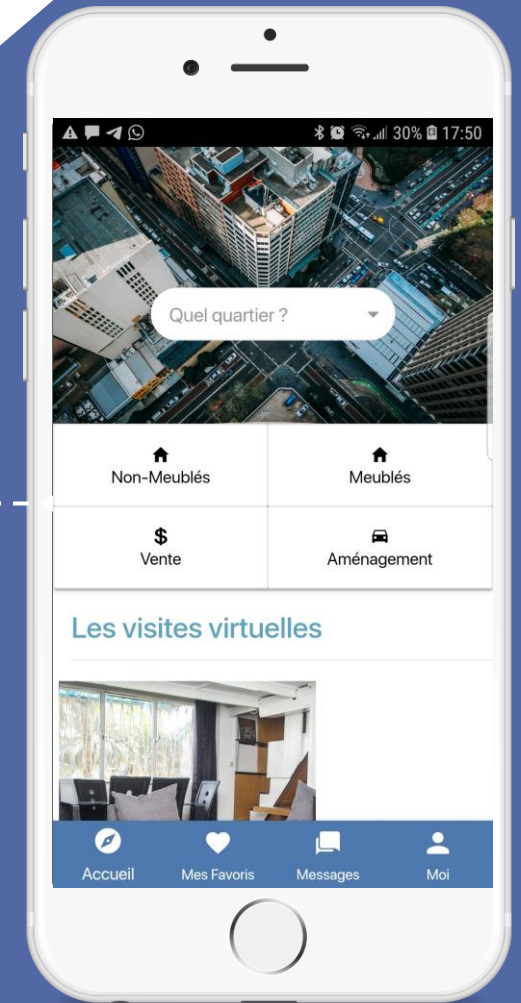 30% 17:50
Quel quartier ?
Non-Meublés
Meublés
$
Vente
Aménagement
Les visites virtuelles
Accueil
Mes Favoris
Messages
Moi